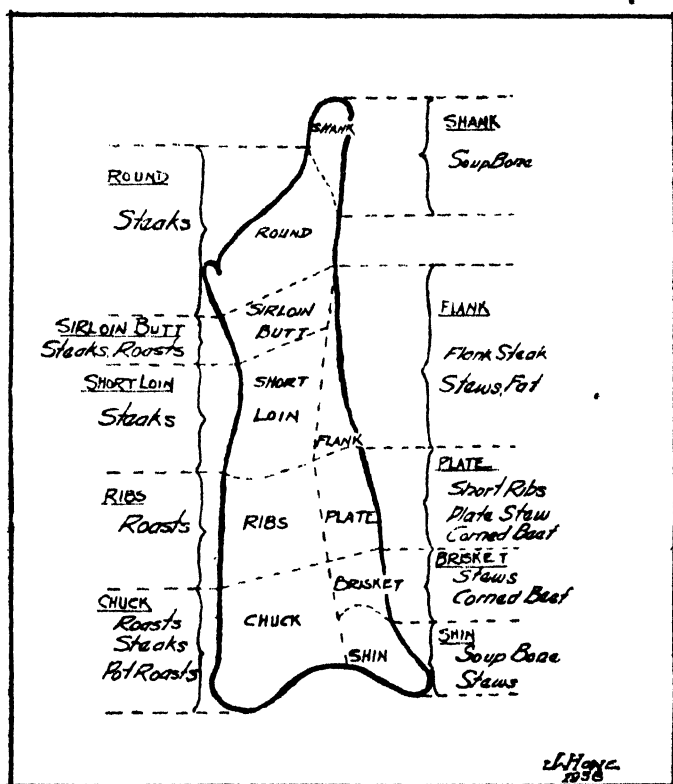 ROUND
Steaks
SIRLOIN BUTT
Steaks, Roasts
SHORT LOIN
Steaks
RIBS
Roasts
CHUCK
Roasts
Steaks
Pot Roasts
SHANK
ROUND
SIRLOIN
BUTT
SHORT
LOIN
FLANK
RIBS
PLATE
BRISKET
CHUCK
SHIN
SHANK
Soup Bone
FLANK
Flank Steak
Stews, Fat
PLATE
Short Ribs
Plate Stew
Corned Beef
BRISKET
Stews
Corned Beef
SHIN
Soup Bone
Stews